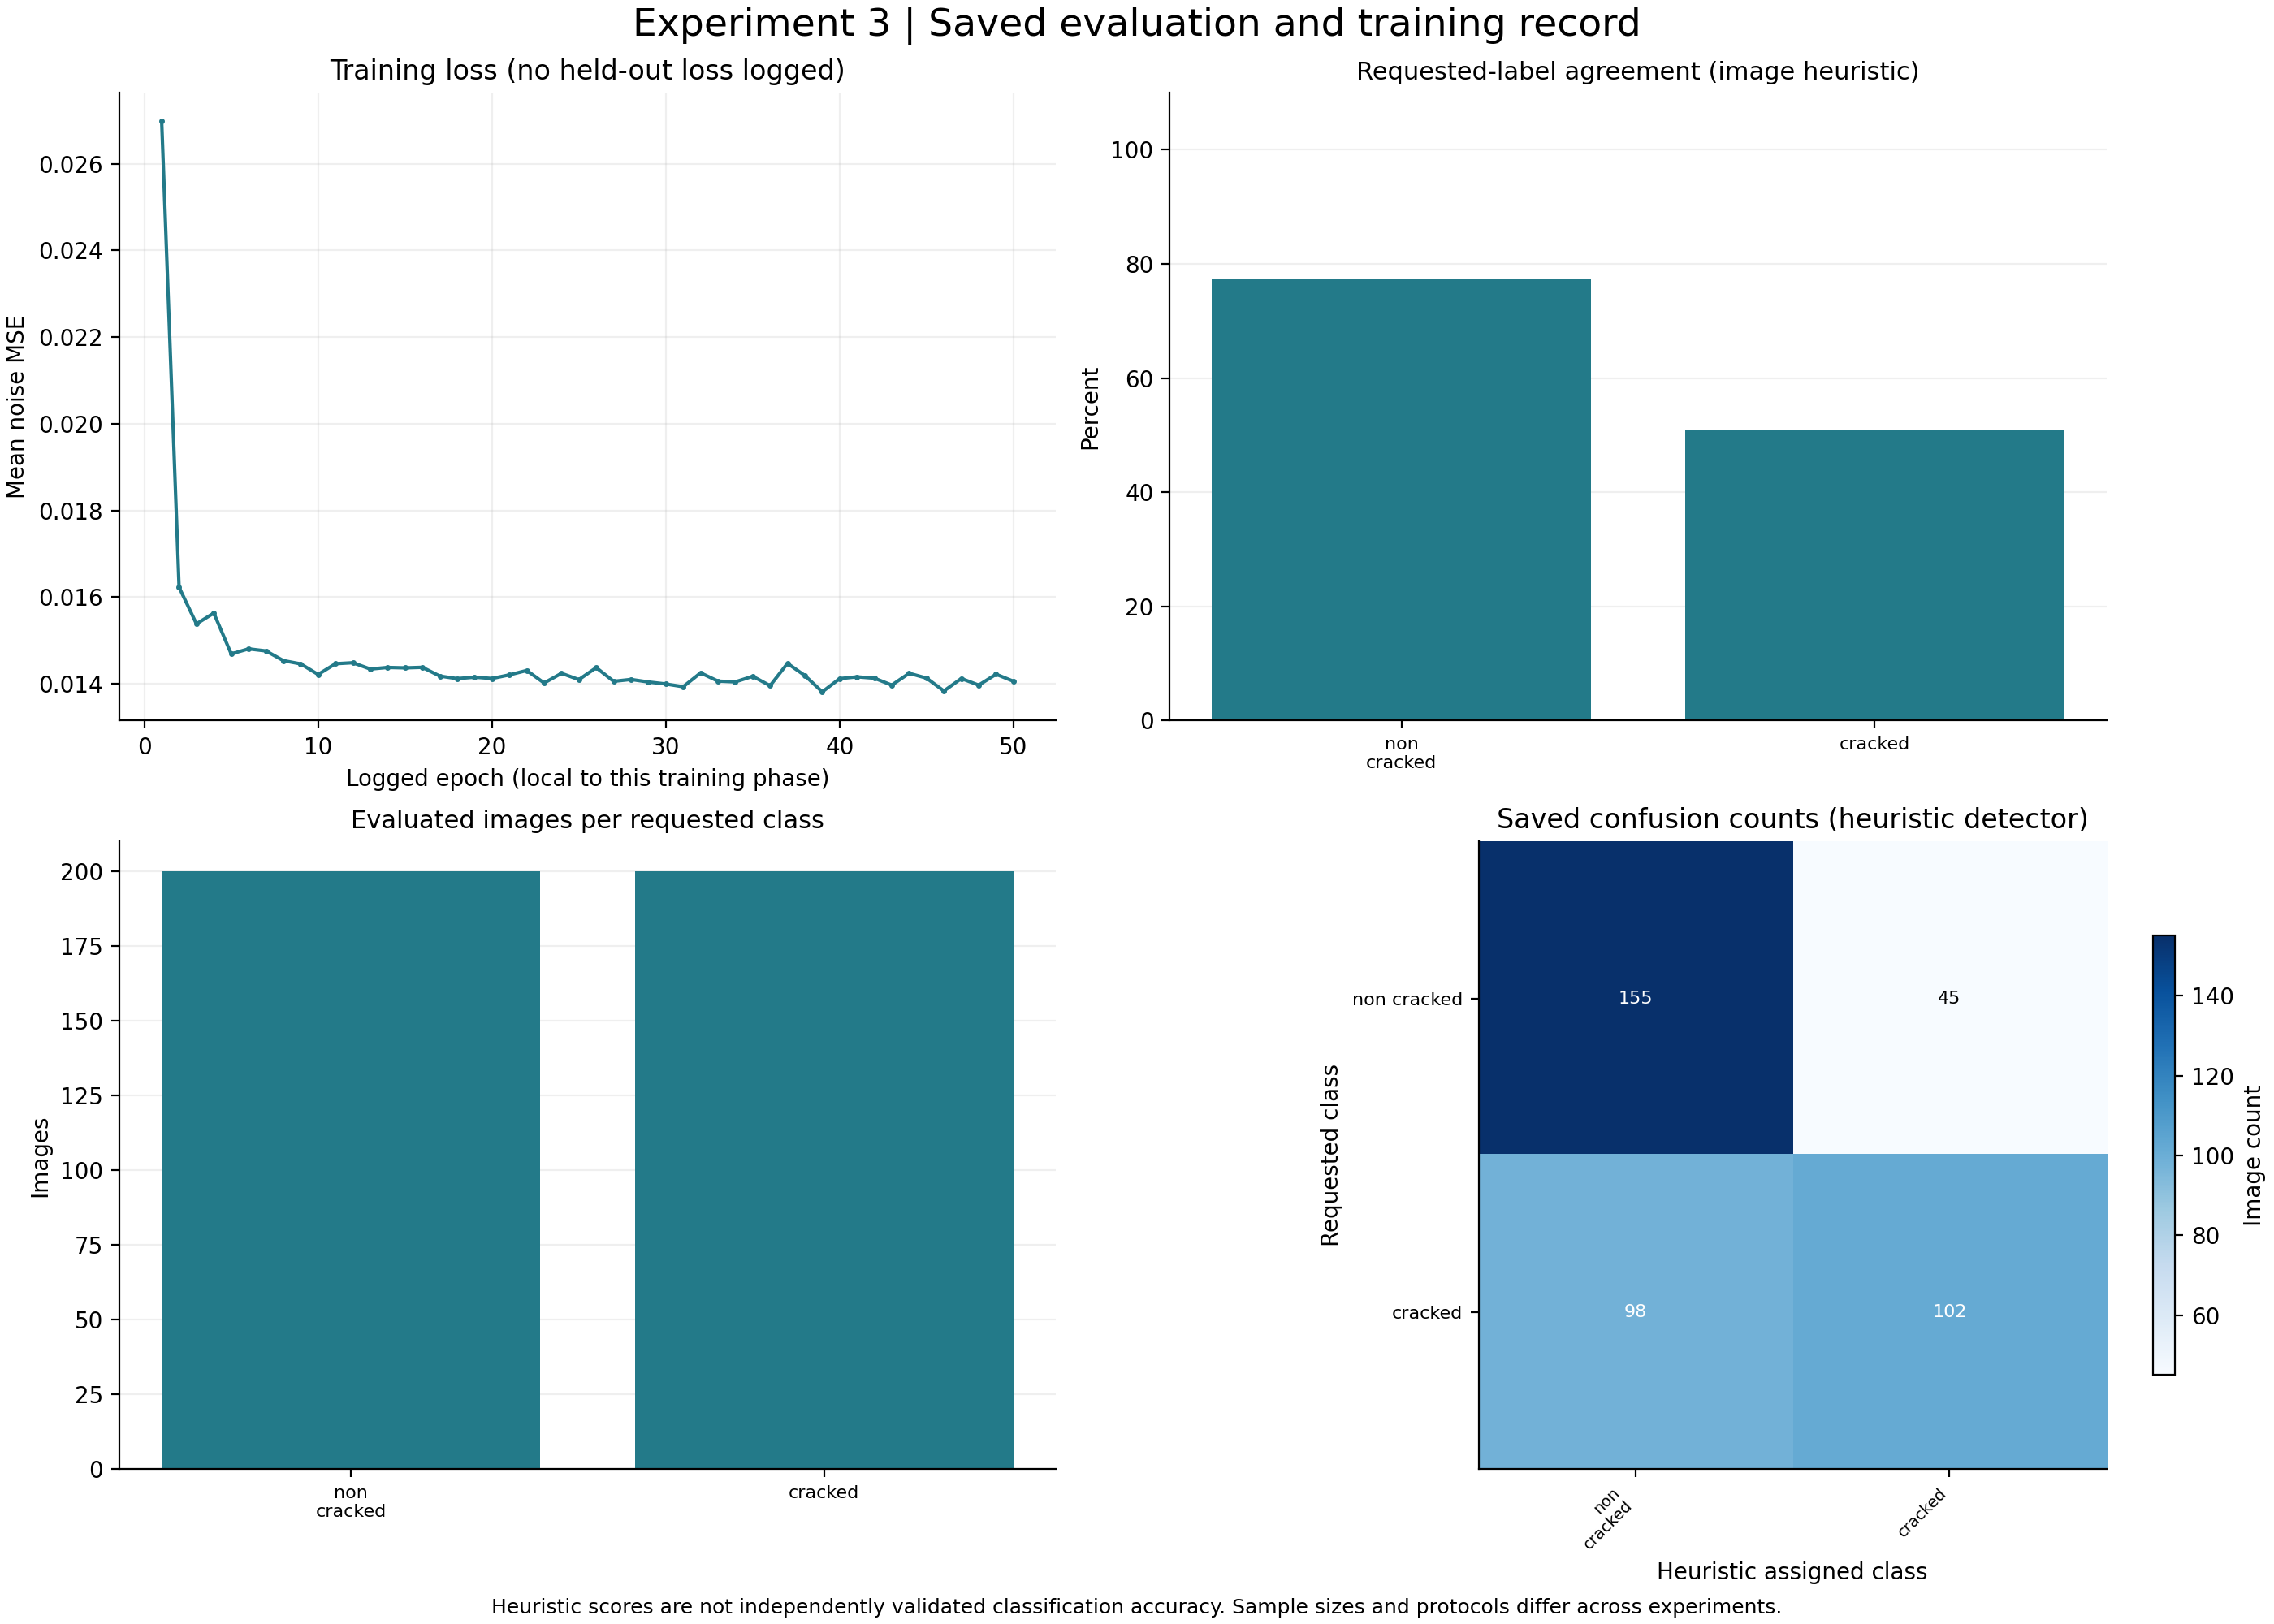 Experiment 3 | Saved evaluation and training record
Training loss (no held-out loss logged)
Mean noise MSE
0.026
0.024
0.022
0.020
0.018
0.016
0.014
0
10
20
30
40
50
Logged epoch (local to this training phase)
Requested-label agreement (image heuristic)
Percent
100
80
60
40
20
0
non
cracked
cracked
Evaluated images per requested class
Images
200
175
150
125
100
75
50
25
0
non
cracked
cracked
Saved confusion counts (heuristic detector)
Requested class
non cracked
155
45
cracked
98
102
non
cracked
cracked
Heuristic assigned class
140
120
100
80
60
Image count
Heuristic scores are not independently validated classification accuracy. Sample sizes and protocols differ across experiments.